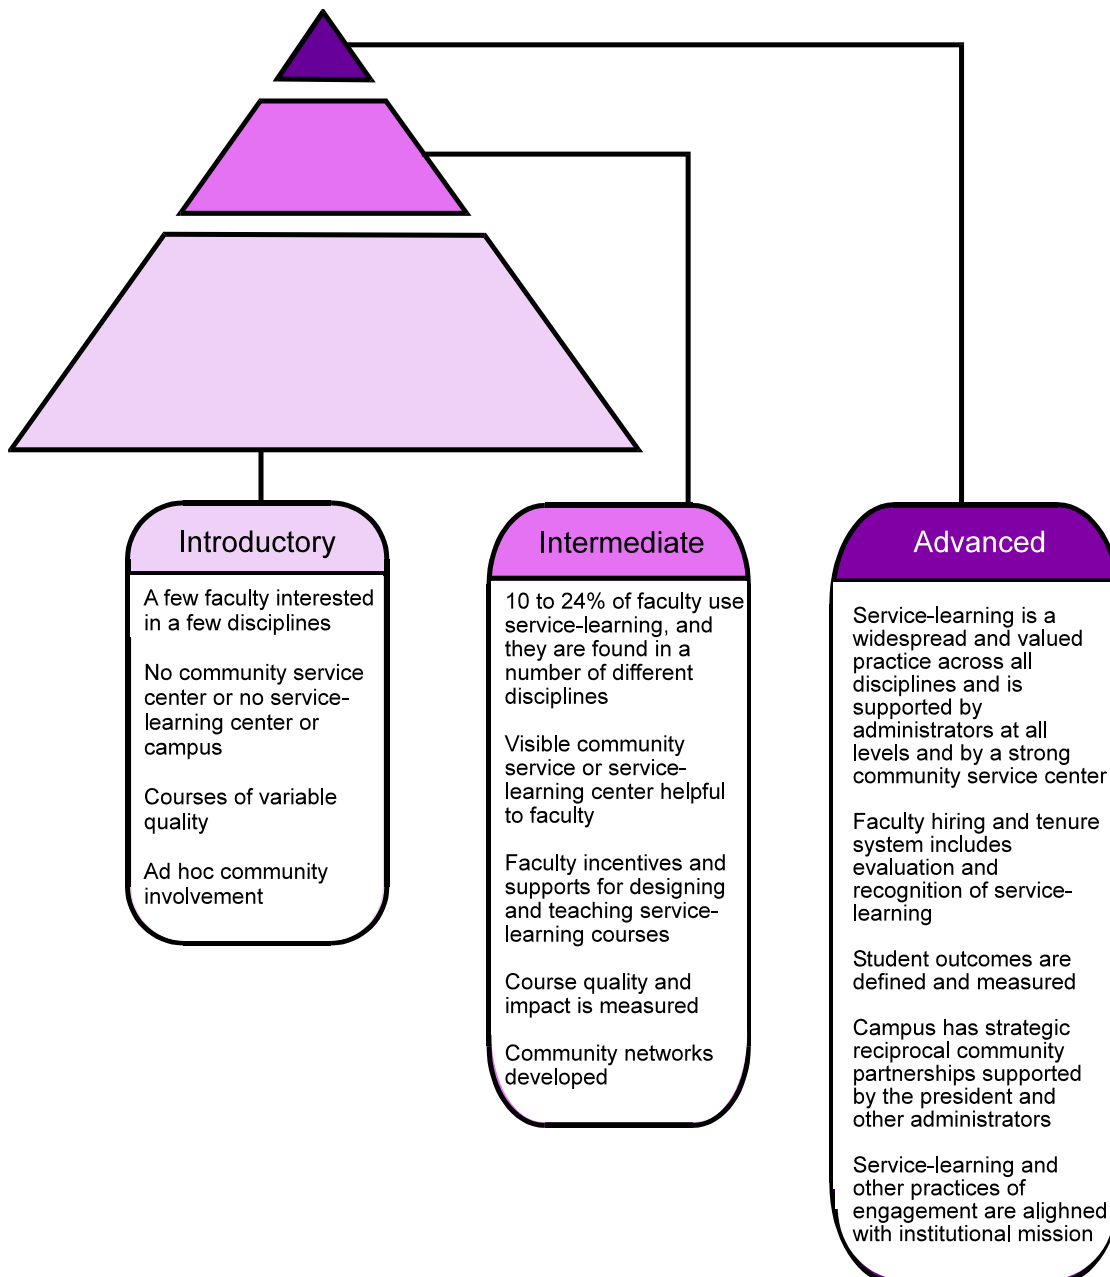 Introductory
A few faculty interested
in a few disciplines
No community service
center or no service-
learning center or
campus
Courses of variable
quality
Ad hoc community
involvement
Intermediate
10 to 24% of faculty use
service-learning, and
they are found in a
number of different
disciplines
Visible community
service or service-
learning center helpful
to faculty
Faculty incentives and
supports for designing
and teaching service-
learning courses
Course quality and
impact is measured
Community networks
developed
Advanced
Service-learning is a
widespread and valued
practice across all
disciplines and is
supported by
administrators at all
levels and by a strong
community service center
Faculty hiring and tenure
system includes
evaluation and
recognition of service-
learning
Student outcomes are
defined and measured
Campus has strategic
reciprocal community
partnerships supported
by the president and
other administrators
Service-learning and
other practices of
engagement are alighned
with institutional mission